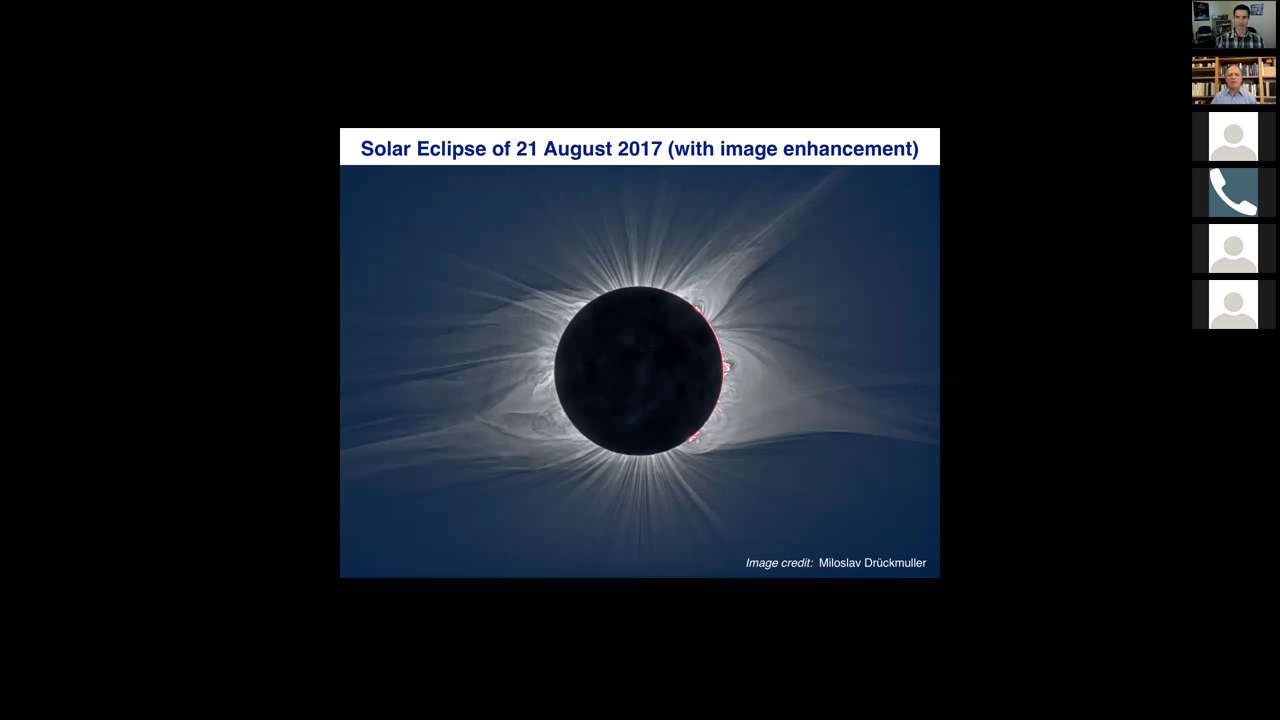 Solar Eclipse of 21 August 2017 (with image enhancement)
Image credit: Miloslav Drückmuller